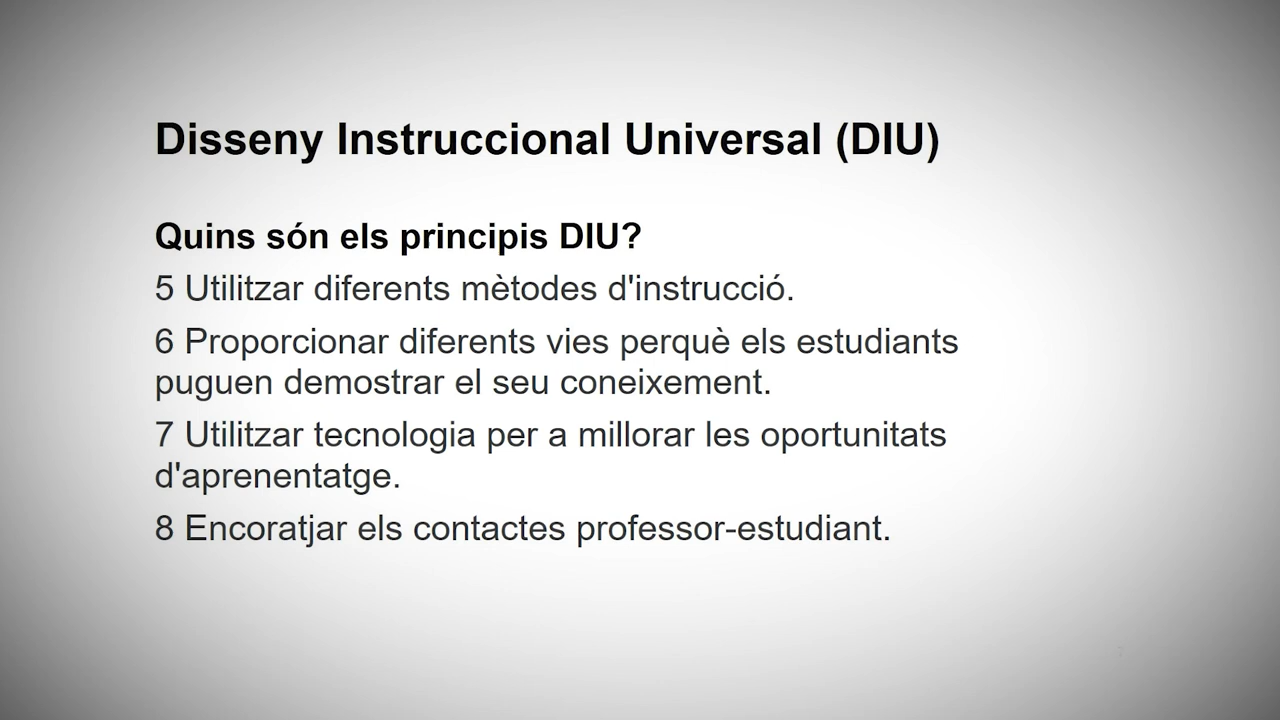 Disseny Instruccional Universal (DIU)
Quins són els principis DIU?
5 Utilitzar diferents mètodes d'instrucció.
6 Proporcionar diferents vies perquè els estudiants
puguen demostrar el seu coneixement.
7 Utilitzar tecnologia per a millorar les oportunitats
d'aprenentatge.
8 Encoratjar els contactes professor-estudiant.
7